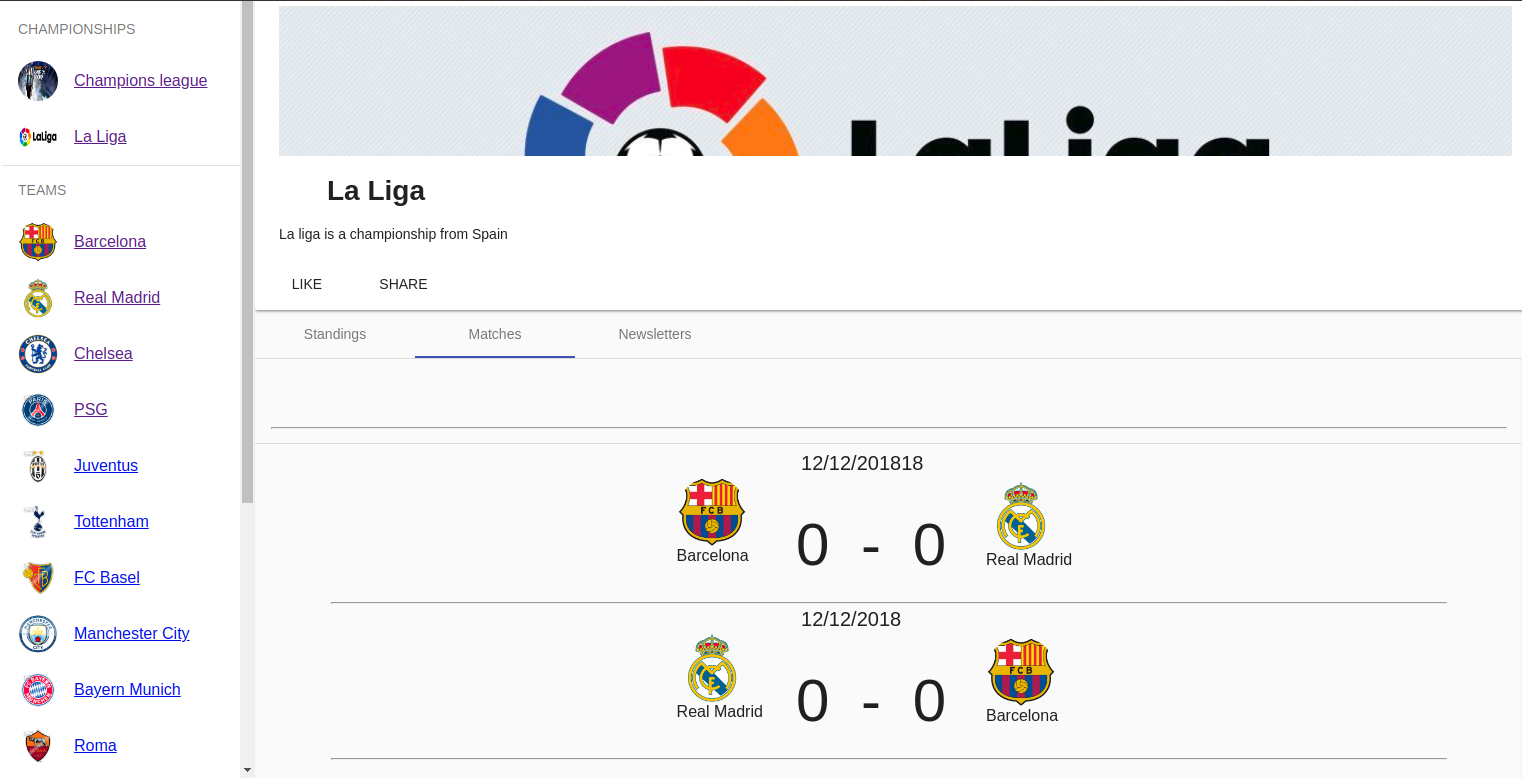 CHAMPIONSHIPS
Champions league
LaLiga
La Liga
TEAMS
Barcelona
Real Madrid
Chelsea
PSG
Juventus
Tottenham
FC Basel
Manchester City
Bayern Munich
Roma
La Liga
La liga is a championship from Spain
LIKE SHARE
Standings Matches Newsletters
12/12/201818
FCB
0 - 0
Barcelona Real Madrid
12/12/2018
FCB
0 - 0
Real Madrid Barcelona